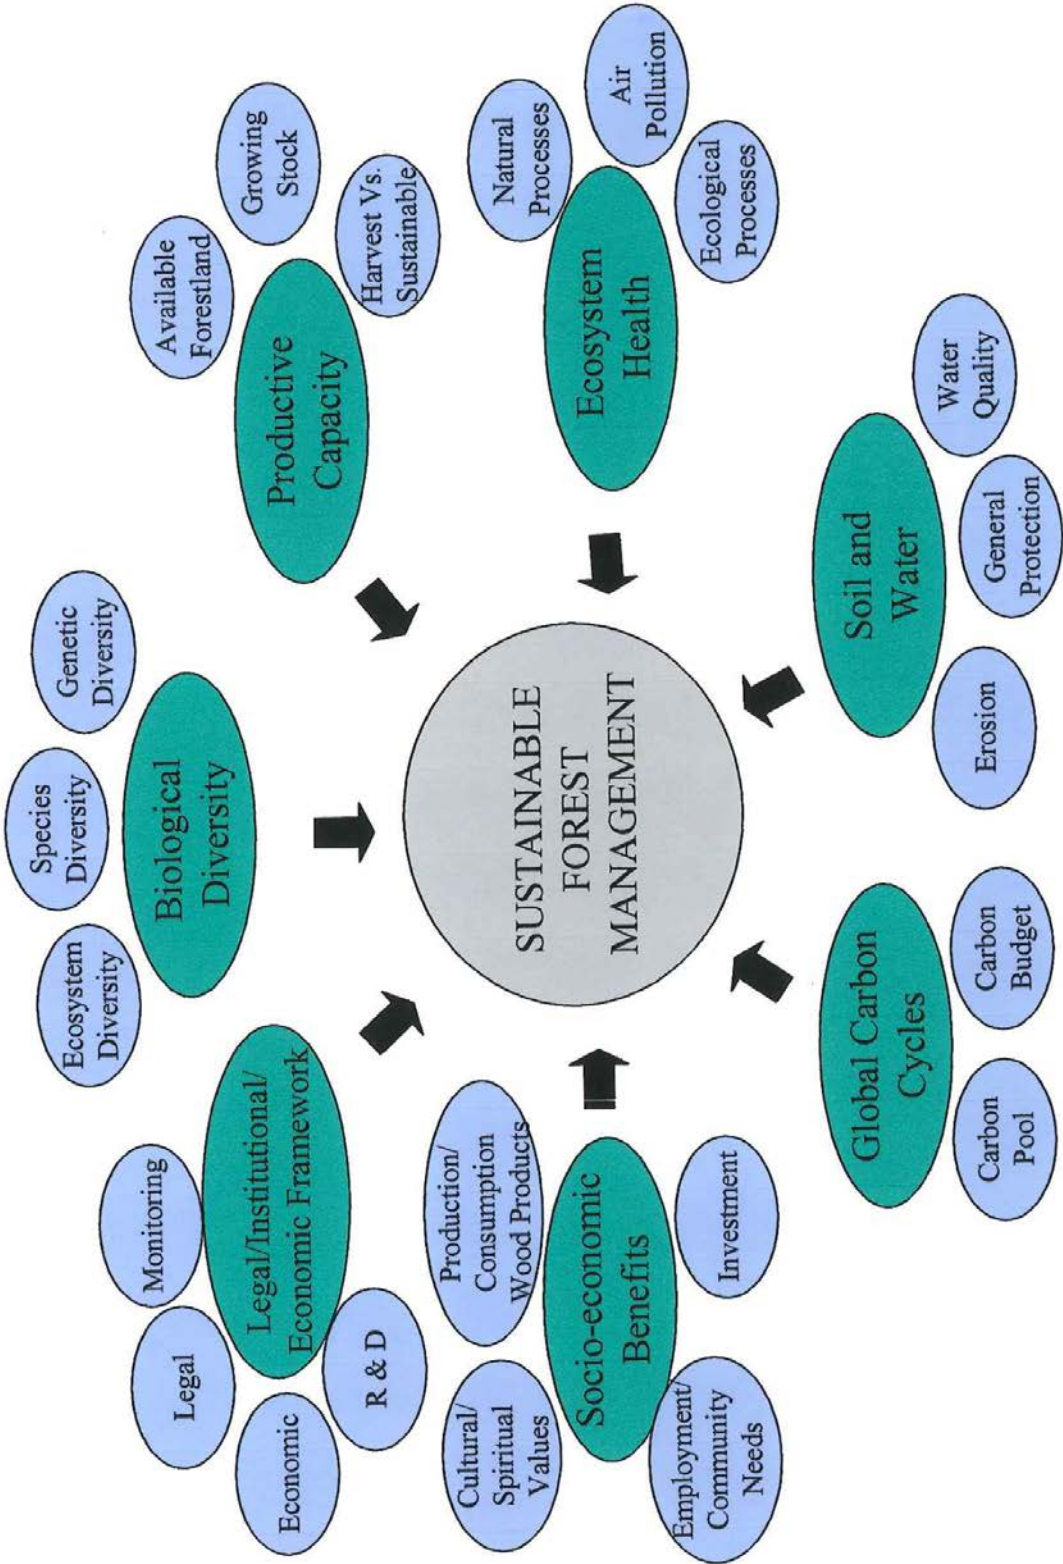 Ecosystem
Diversity
Species
Diversity
Genetic
Diversity
Biological
Diversity
Available
Forestland
Growing
Stock
Harvest Vs.
Sustainable
Productive
Capacity
Natural
Processes
Air
Pollution
Ecological
Processes
Ecosystem
Health
Water
Quality
General
Protection
Erosion
Soil and
Water
Carbon
Budget
Carbon
Pool
Global Carbon
Cycles
Investment
Employment/
Community
Needs
Cultural/
Spiritual
Values
Production/
Consumption
Wood Products
Socio-economic
Benefits
R & D
Economic
Legal
Monitoring
Legal/Institutional/
Economic Framework
SUSTAINABLE
FOREST
MANAGEMENT